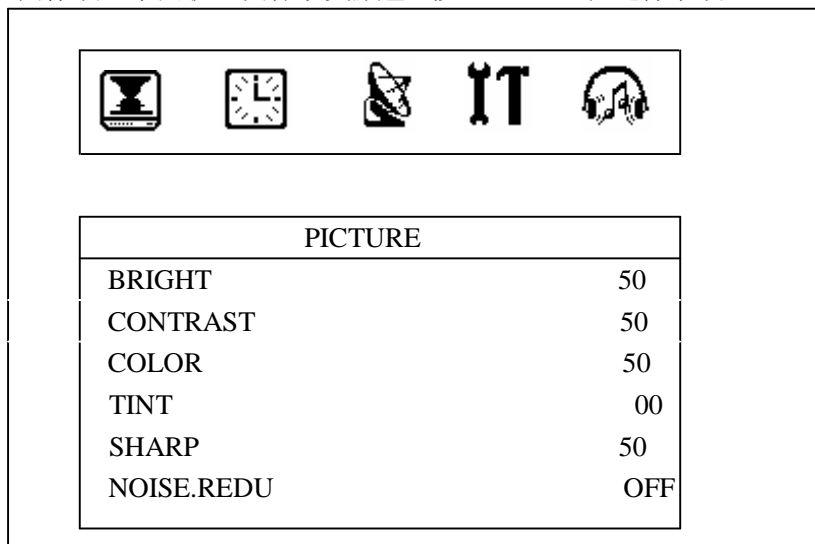 PICTURE
BRIGHT 50
CONTRAST 50
COLOR 50
TINT 00
SHARP 50
NOISE.REDU OFF